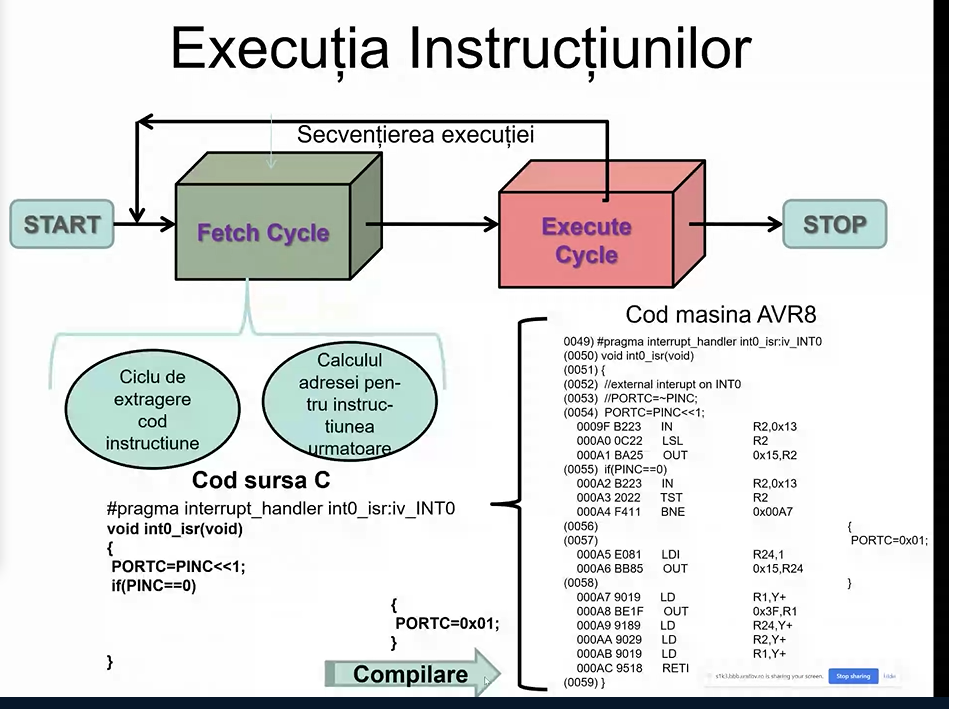 Execuția Instrucțiunilor
Secvențierea execuției
START
Fetch Cycle
Execute
Cycle
STOP
Ciclu de
extragere
cod
instructiune
Calculul
adresei pen-
tru instruc-
tiunea
urmatoare
Cod sursa C
#pragma interrupt_handler int0_isr:iv_INT0
void int0_isr(void)
{
PORTC=PINC<<1;
if(PINC==0)
{
PORTC=0x01;
}
}
Compilare
Cod masina AVR8
0049) #pragma interrupt_handler int0_isr:iv_INT0
(0050) void int0_isr(void)
(0051) {
(0052) //external interupt on INT0
(0053) //PORTC=~PINC;
(0054) PORTC=PINC<<1;
0009F B223 IN R2,0x13
000A0 0C22 LSL R2
000A1 BA25 OUT 0x15,R2
(0055) if(PINC==0)
000A2 B223 IN R2,0x13
000A3 2022 TST R2
000A4 F411 BNE 0x00A7
(0056) {
(0057) PORTC=0x01;
000A5 E081 LDI R24,1
000A6 BB85 OUT 0x15,R24
(0058) }
000A7 9019 LD R1,Y+
000A8 BE1F OUT 0x3F,R1
000A9 9189 LD R24,Y+
000AA 9029 LD R2,Y+
000AB 9019 LD R1,Y+
000AC 9518 RETI
(0059) }
is sharing your screen.
Stop sharing
Hide